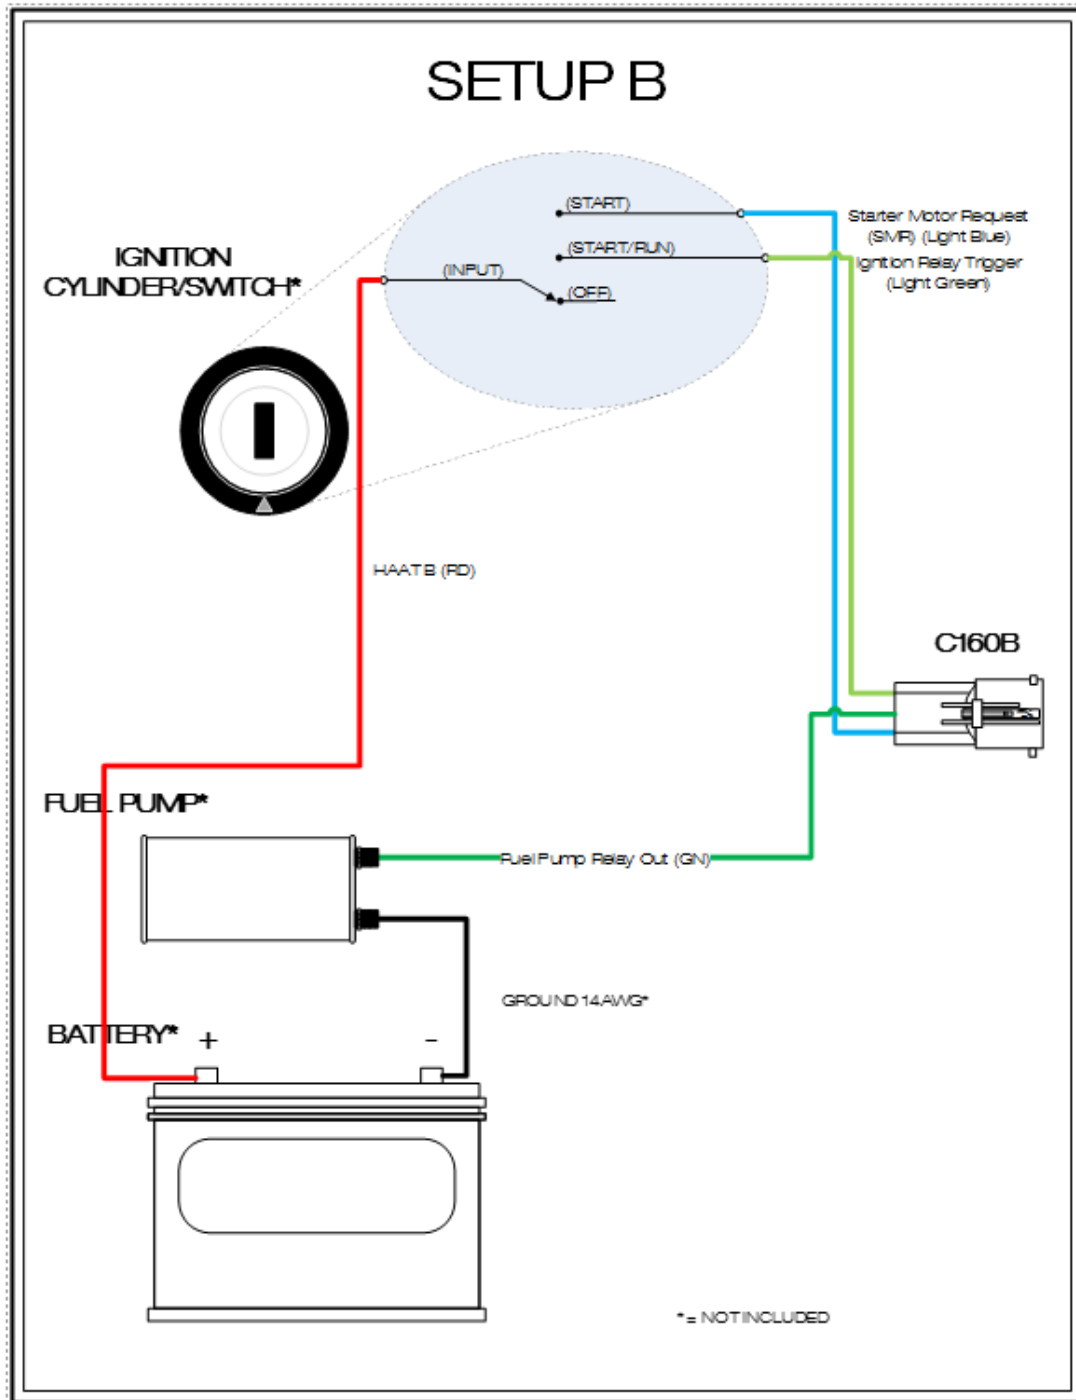 SETUP B
(START)
Starter Motor Request
(SMR) (Light Blue)
(START/RUN)
Ignition Relay Trigger
(Light Green)
IGNITION
CYLINDER/SWITCH*
(INPUT)
(OFF)
HAAT B (RD)
C160B
FUEL PUMP*
Fuel Pump Relay Out (GN)
GROUND 14AWG*
BATTERY*
+ -
* = NOT INCLUDED